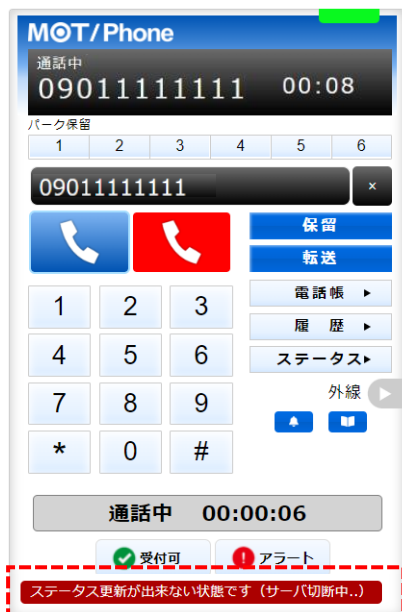 MOT/Phone
通話中
09011111111 00:08
パーク保留
1 2 3 4 5 6
09011111111 ×
保留
転送
1 2 3
電話帳
履 歴
4 5 6
ステータス
外線
7 8 9
* 0 #
通話中 00:00:06
受付可 アラート
ステータス更新が出来ない状態です（サーバ切断中..）